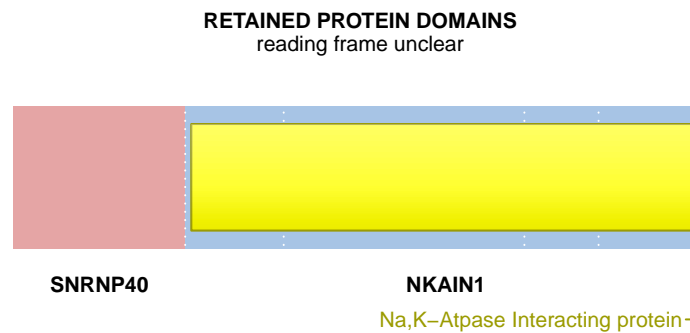 RETAINED PROTEIN DOMAINS
reading frame unclear
SNRNP40 NKAIN1
Na,K−Atpase Interacting protein-